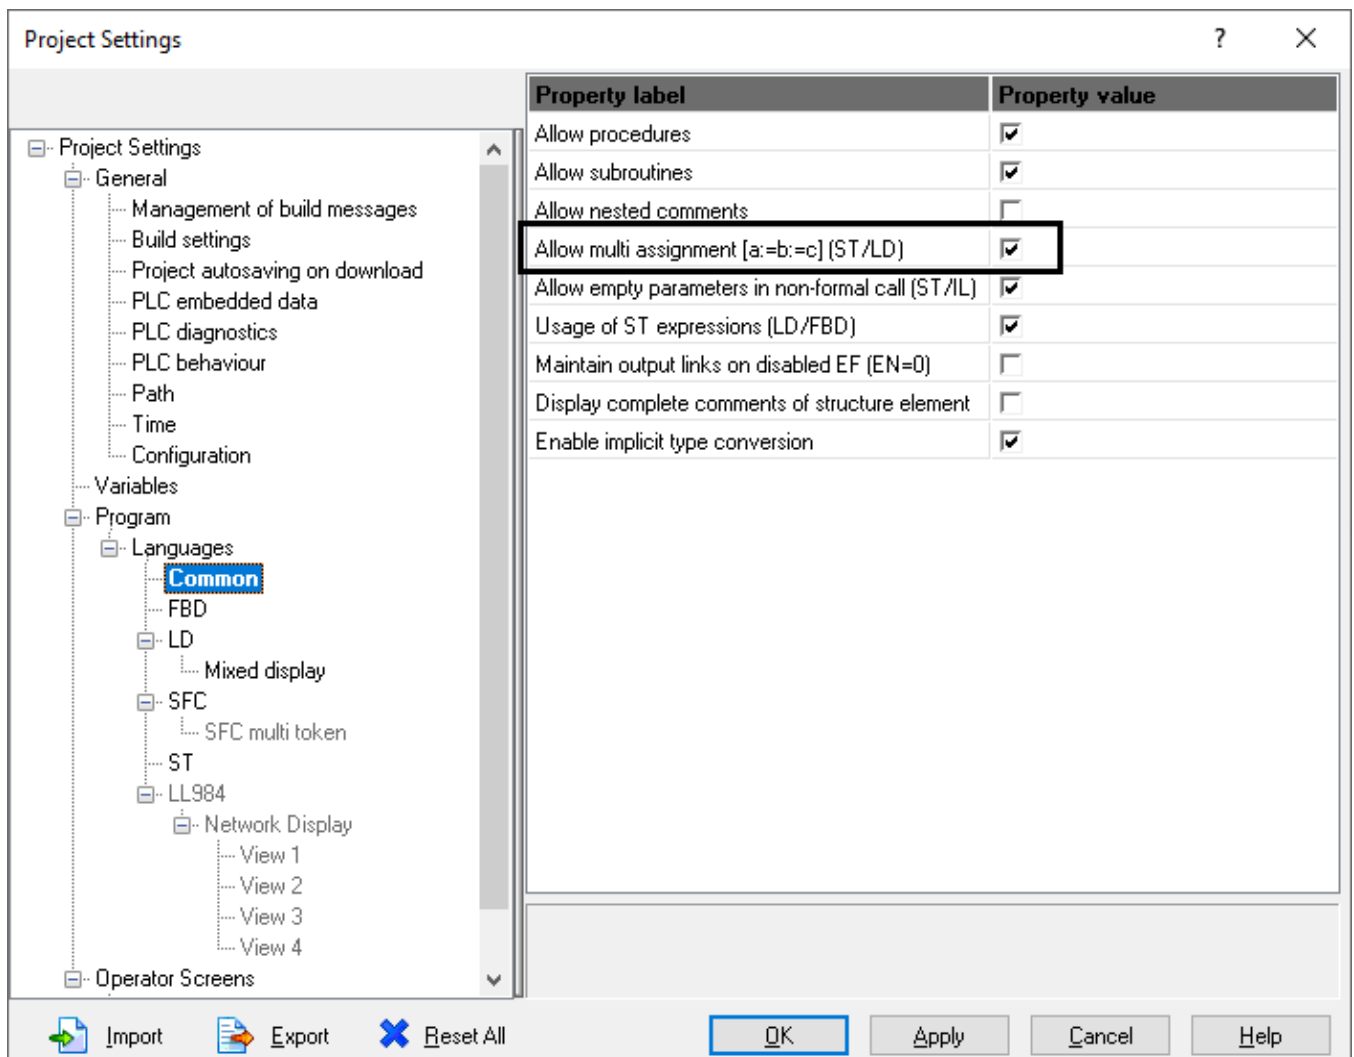 Project Settings
?
Property label
Property value
Project Settings
General
Management of build messages
Build settings
Project autosaving on download
PLC embedded data
PLC diagnostics
PLC behaviour
Path
Time
Configuration
Variables
Program
Languages
Common
FBD
LD
Mixed display
SFC
SFC multi token
ST
LL984
Network Display
View 1
View 2
View 3
View 4
Operator Screens
Allow procedures
Allow subroutines
Allow nested comments
Allow multi assignment [a:=b:=c] (ST/LD)
Allow empty parameters in non-formal call (ST/IL)
Usage of ST expressions (LD/FBD)
Maintain output links on disabled EF (EN=0)
Display complete comments of structure element
Enable implicit type conversion
Import
Export
Reset All
OK
Apply
Cancel
Help